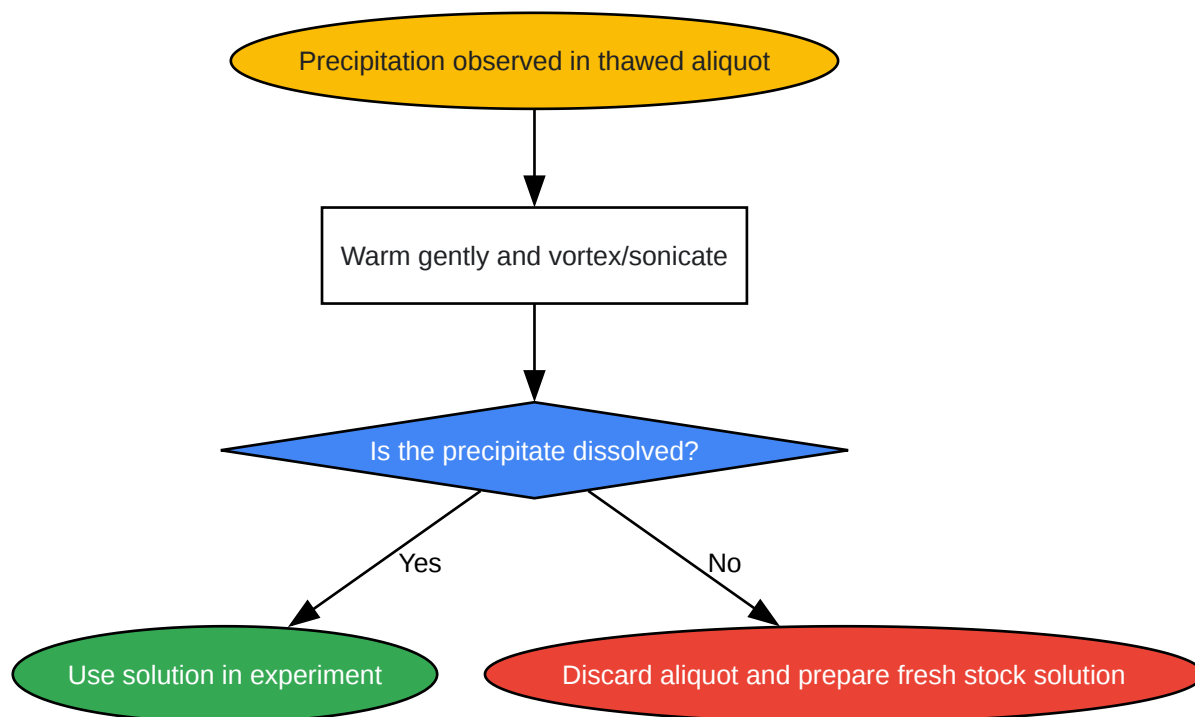 Precipitation observed in thawed aliquot
Warm gently and vortex/sonicate
Is the precipitate dissolved?
Yes
No
Use solution in experiment
Discard aliquot and prepare fresh stock solution